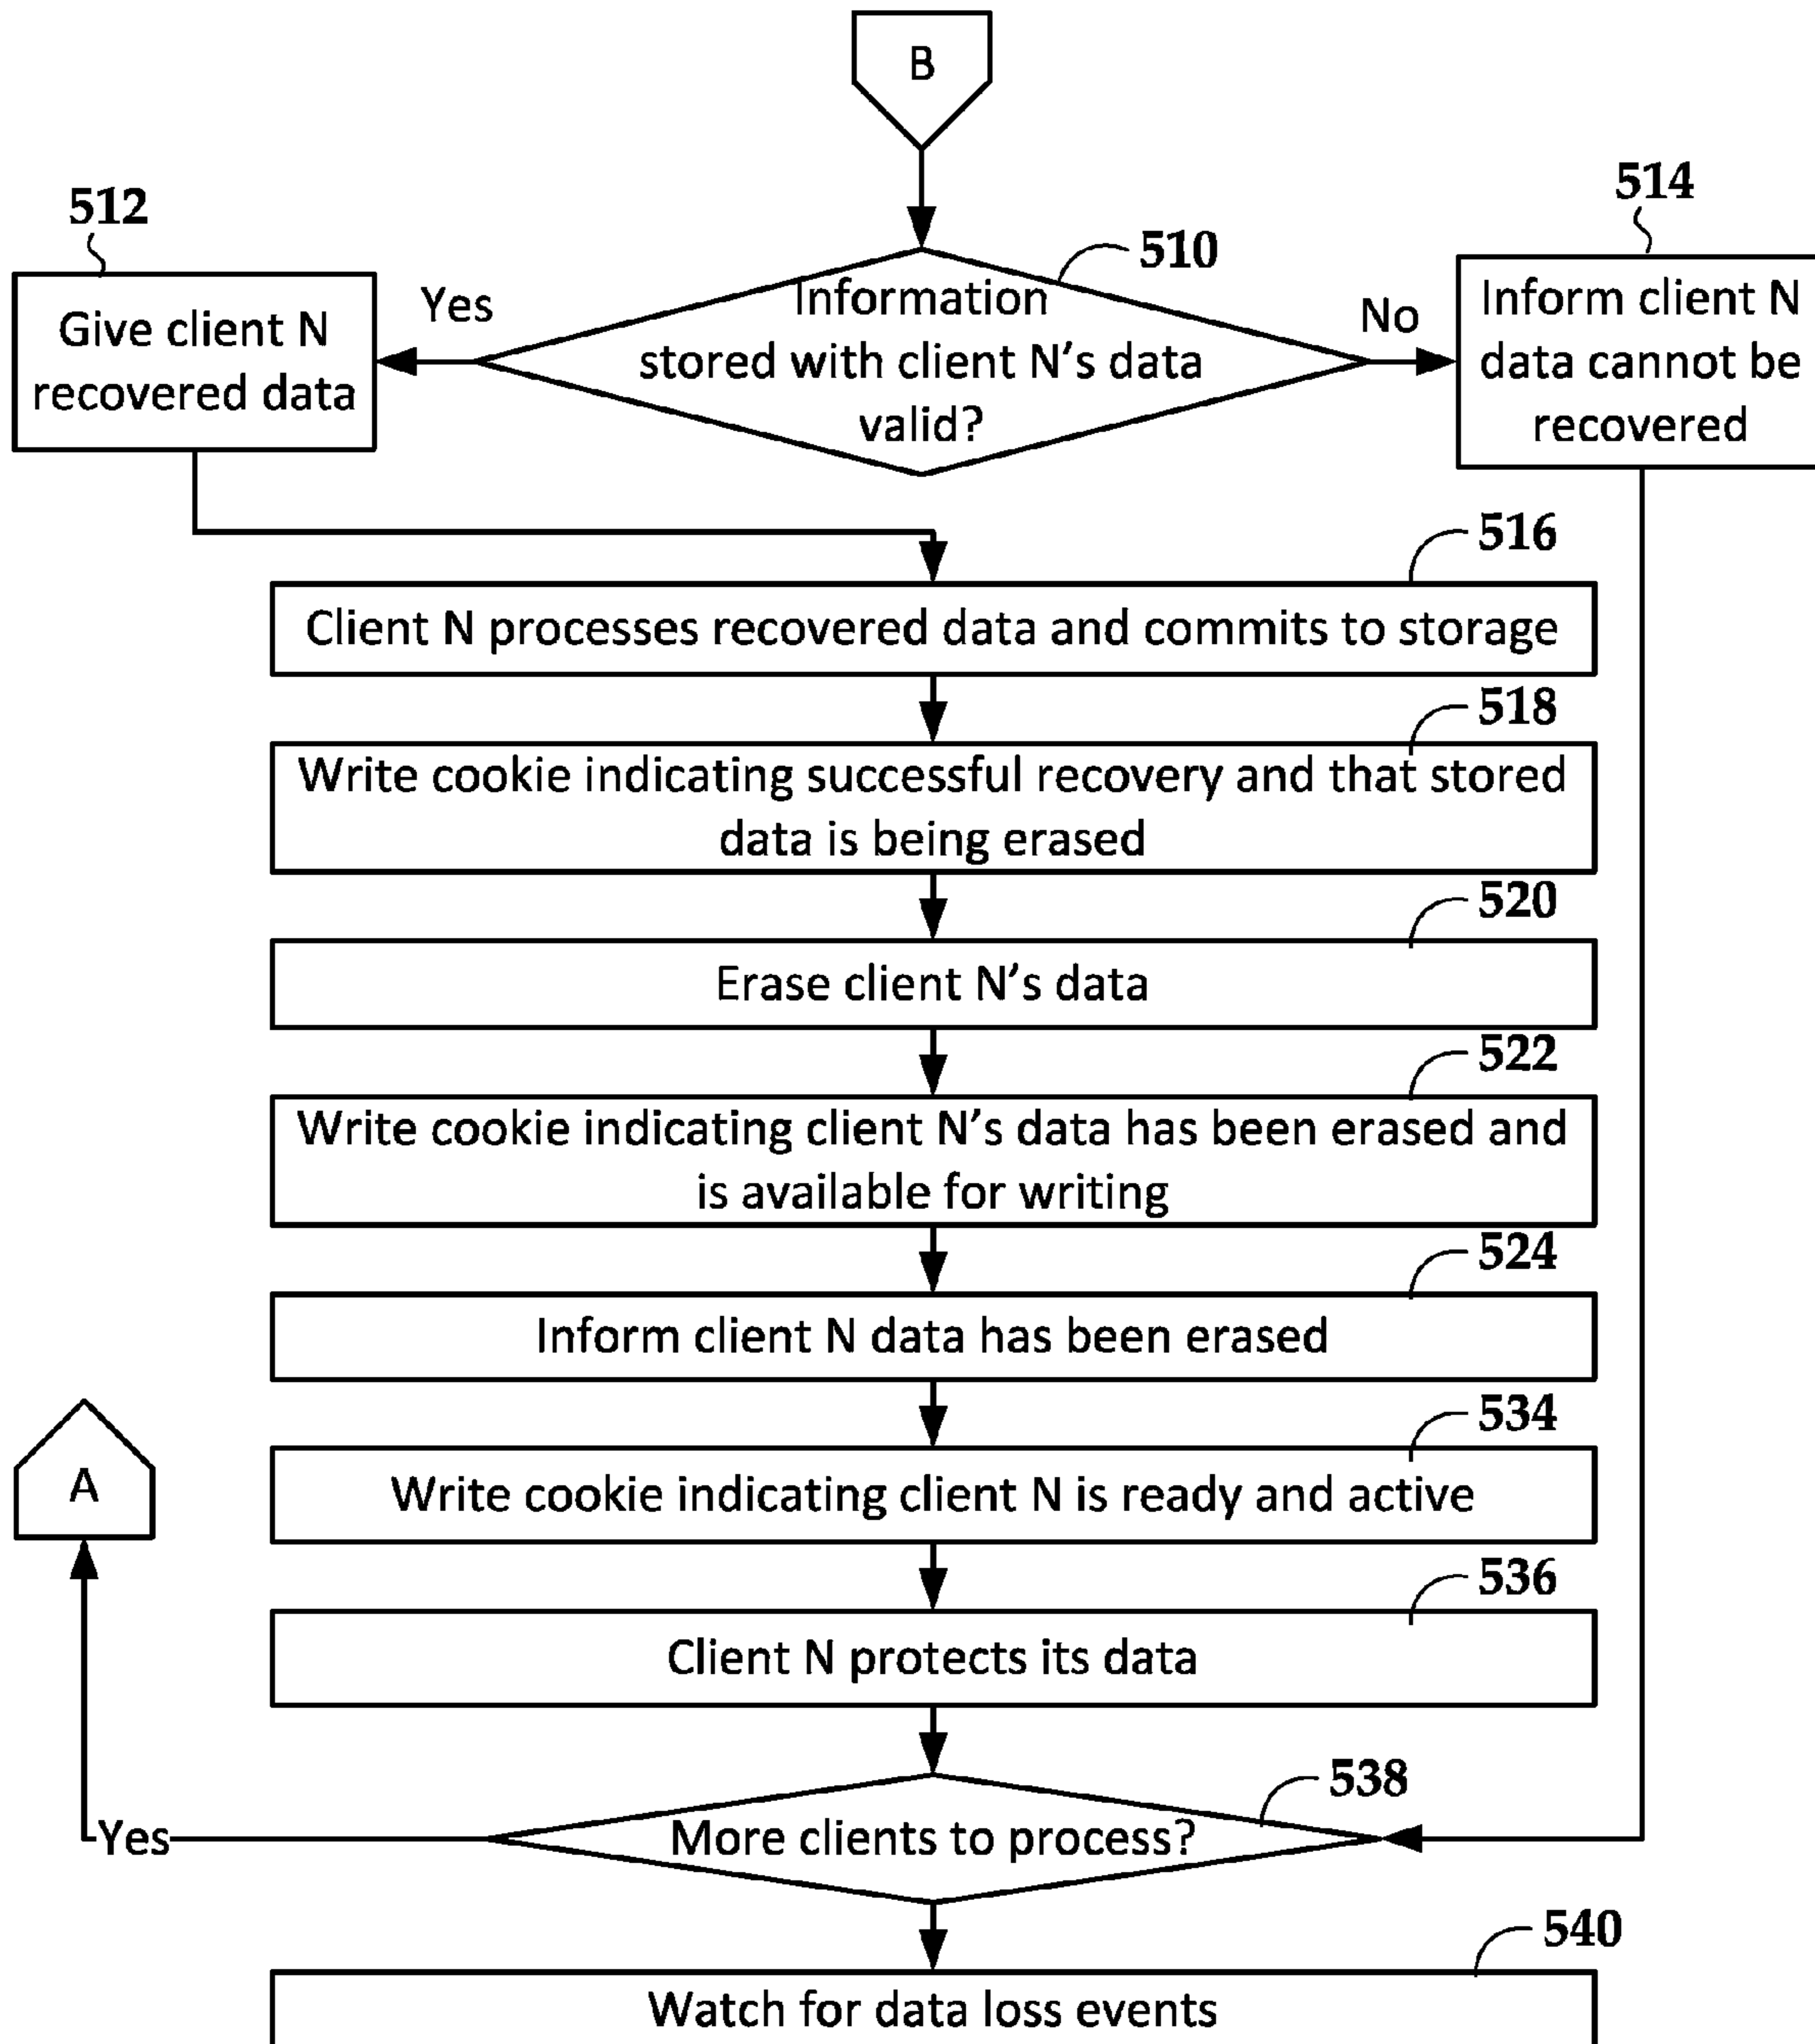 B
512
514
510
Yes
No
Give client N
recovered data
Information
stored with client N's data
valid?
Inform client N
data cannot be
recovered
516
Client N processes recovered data and commits to storage
518
Write cookie indicating successful recovery and that stored
data is being erased
520
Erase client N's data
522
Write cookie indicating client N's data has been erased and
is available for writing
524
Inform client N data has been erased
A
534
Write cookie indicating client N is ready and active
536
Client N protects its data
538
Yes
More clients to process?
540
Watch for data loss events